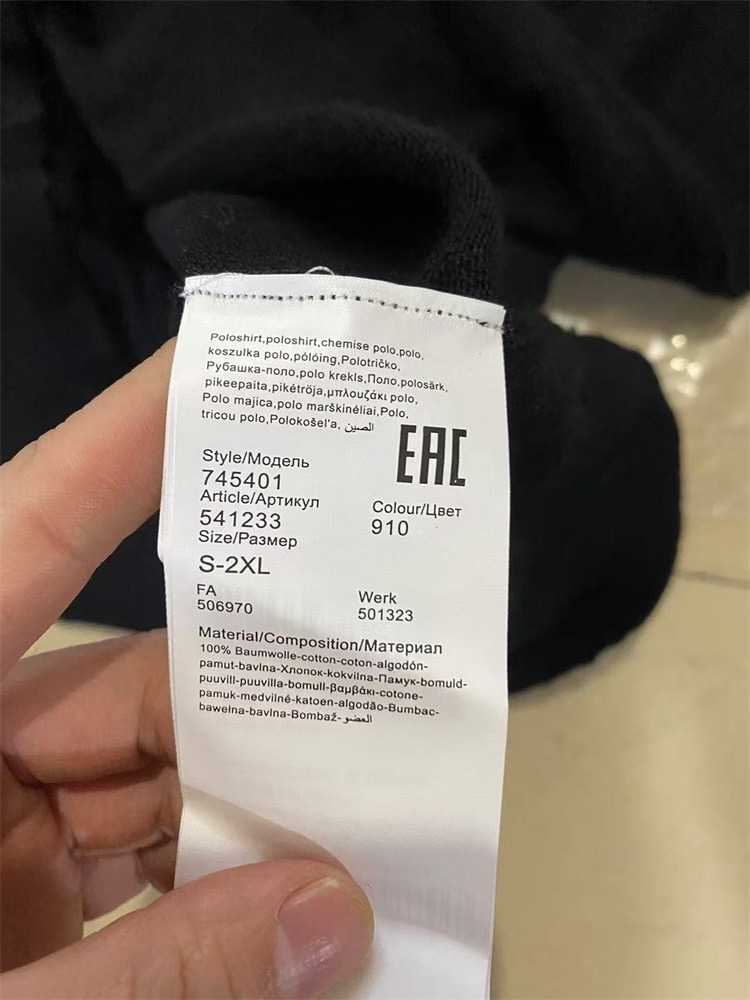 Poloshirt,poloshirt,chemise polo,polo,
koszulka polo,pólóing,Polotričko,
Рубашка-поло,polo krekls,Поло,polosärk,
pikeepaita,pikétröja,μπλουζάκι polo,
Polo majica,polo marškinéliai,Polo,
tricou polo,Polokošel'a, الصين
EAC
Style/Модель
745401
Article/Артикул
541233
Colour/Цвет
910
Size/Размер
S-2XL
FA
506970
Werk
501323
Material/Composition/Материал
100% Baumwolle-cotton-coton-algodón-
pamut-bavlna-Хлопок-kokvilna-Памук-bomuld-
puuvill-puuvilla-bomull-βαμβάκι-cotone-
pamuk-medvilné-katoen-algodão-Bumbac-
bawełna-bavlna-Bombaž-العضو